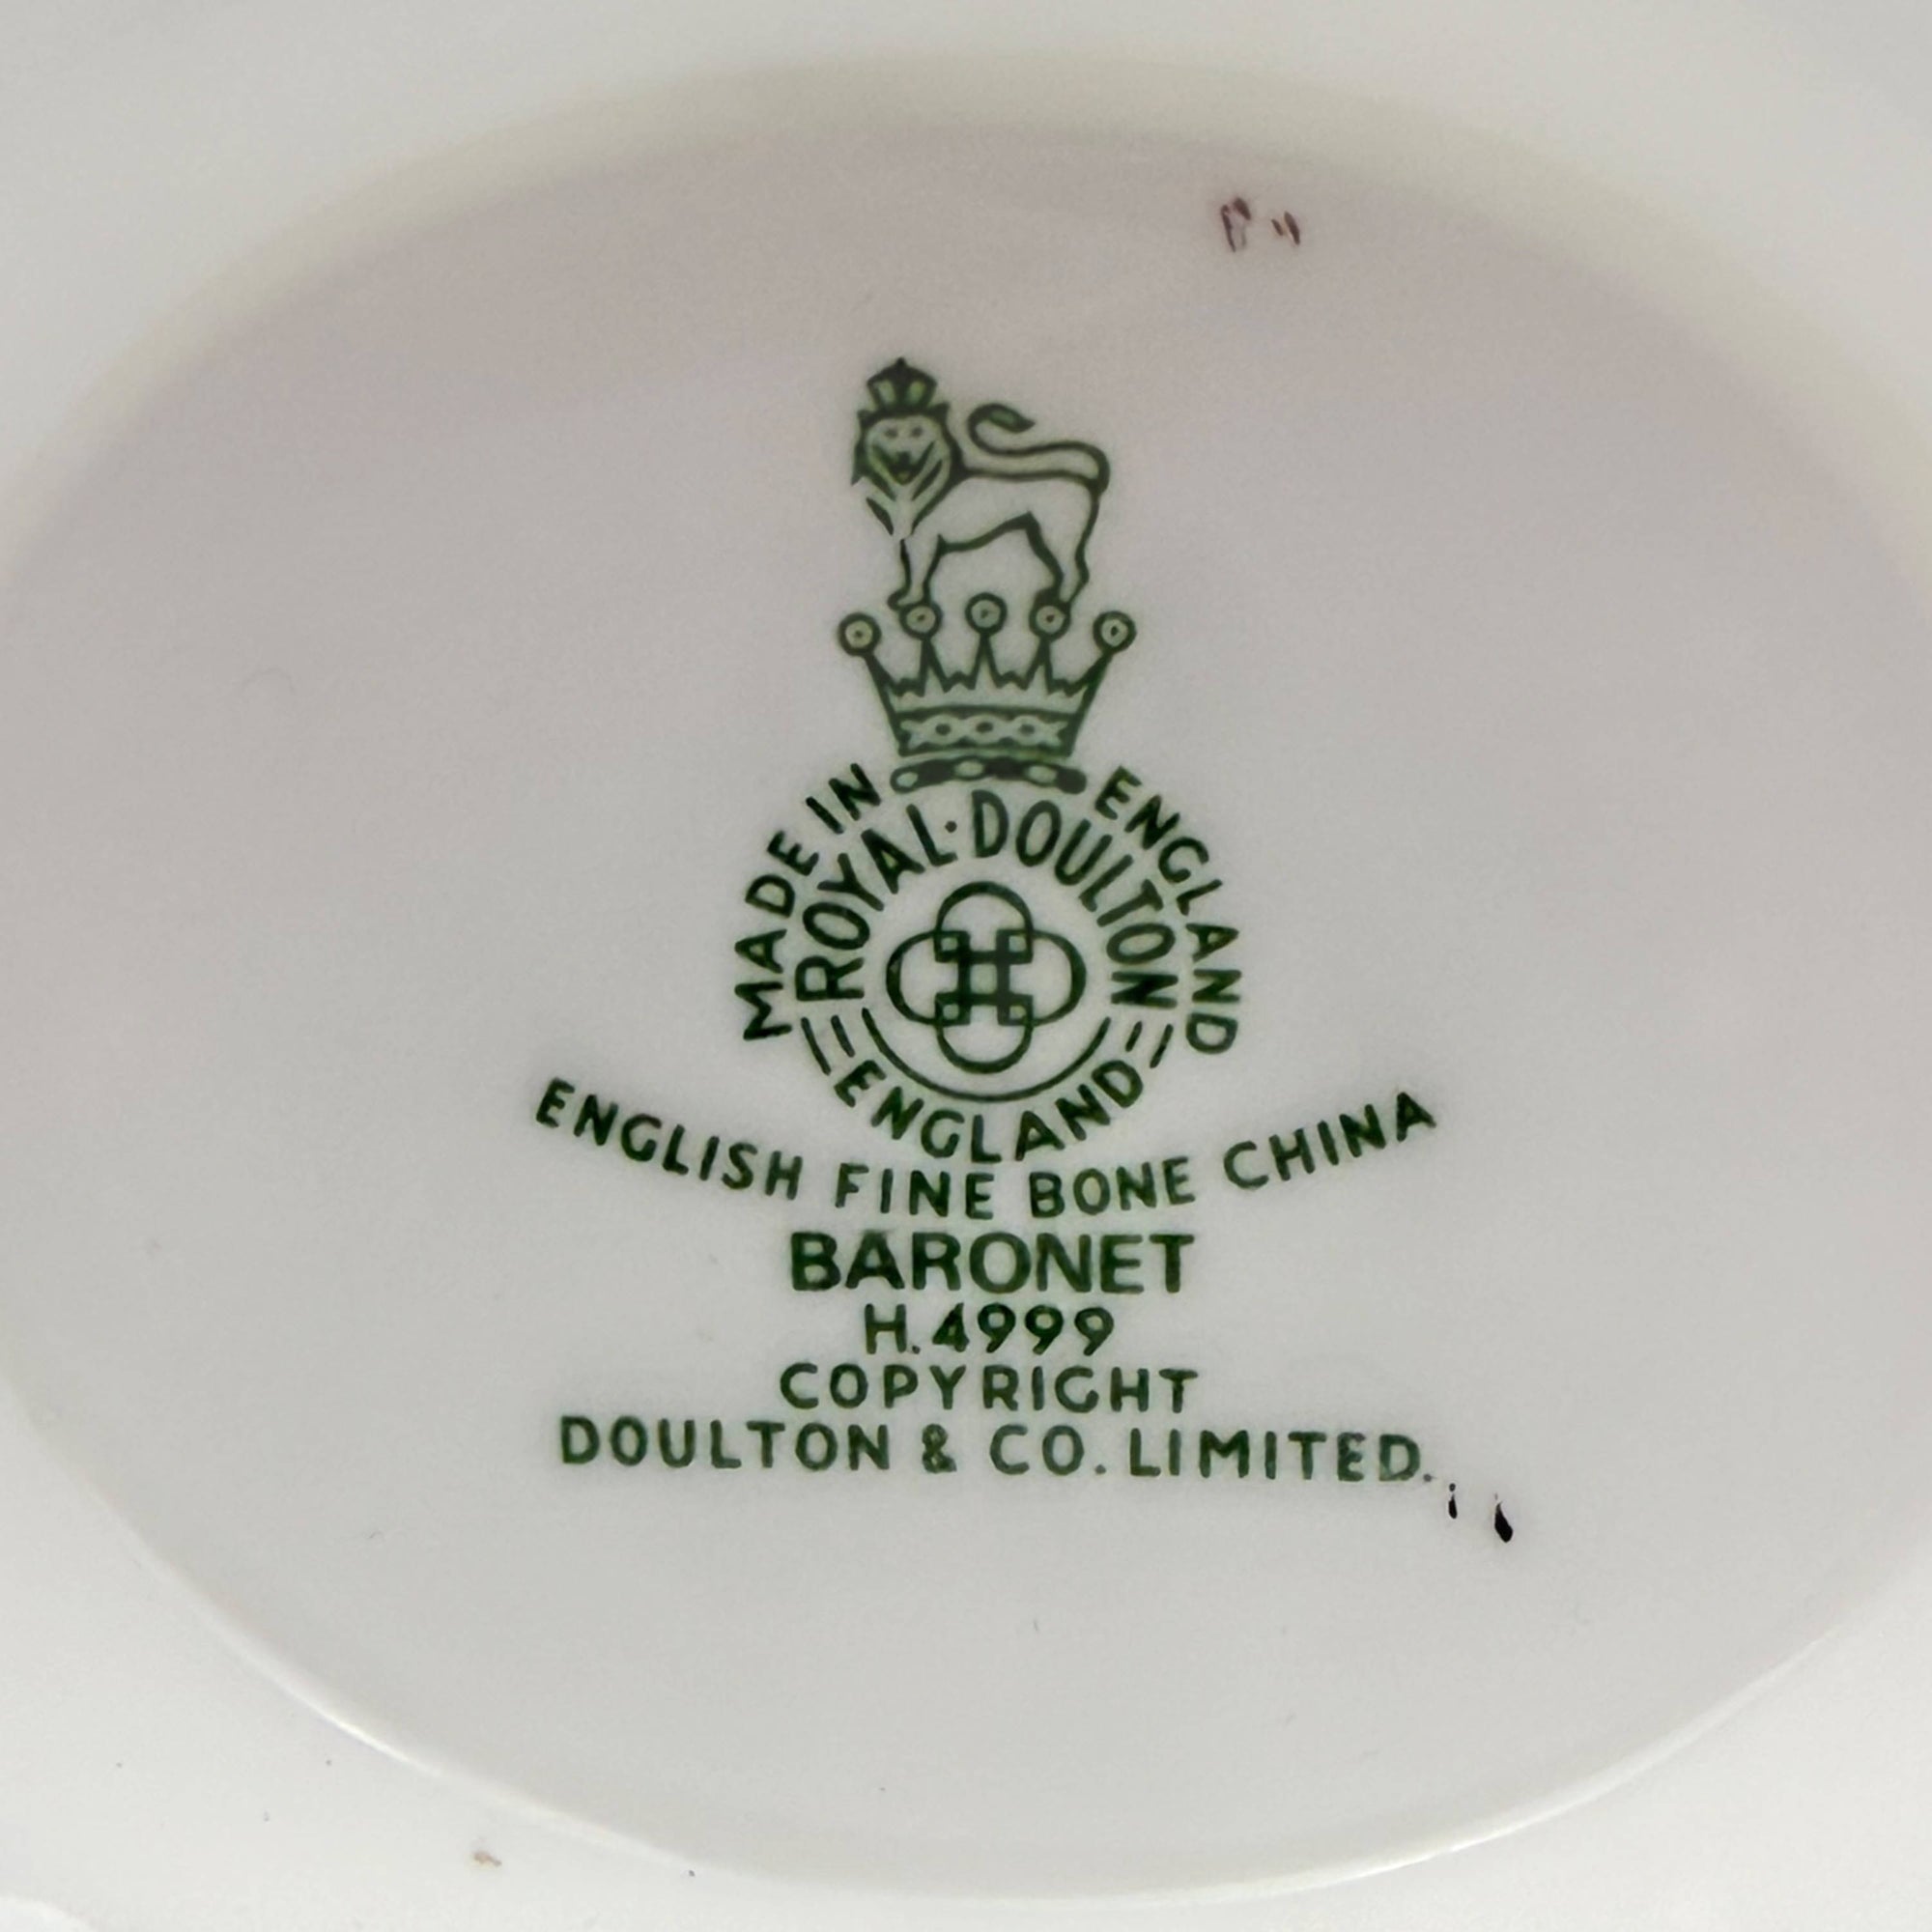 MADE IN ENGLAND
ROYAL·DOULTON
ENGLAND
ENGLISH FINE BONE CHINA
BARONET
H.4999
COPYRIGHT
DOULTON & CO. LIMITED.